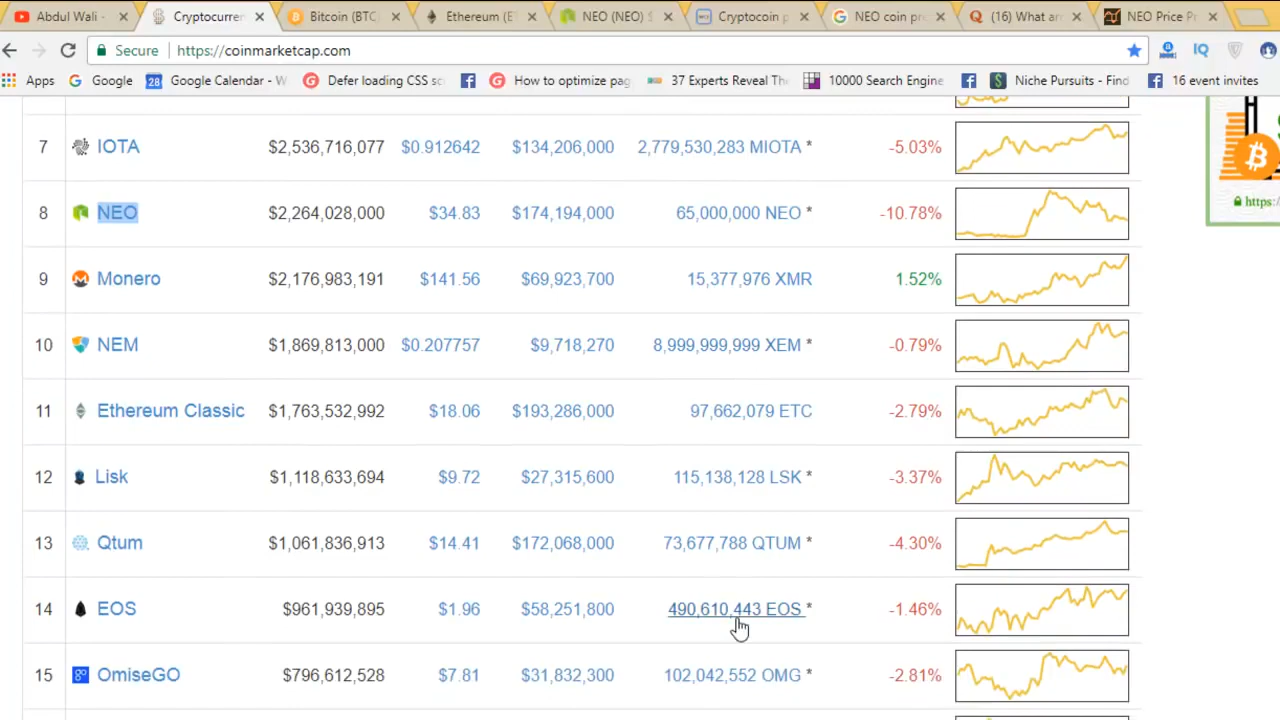 Abdul Wali - Cryptocurren Bitcoin (BTC Ethereum (ET NEO (NEO) $ Cryptocoin p NEO coin pr Q (16) What ar NEO Price Pr
Secure https://coinmarketcap.com IQ
Apps G Google 28 Google Calendar - W Defer loading CSS sc How to optimize pag 37 Experts Reveal The 10000 Search Engine Niche Pursuits - Find 16 event invites
7 IOTA $2,536,716,077 $0.912642 $134,206,000 2,779,530,283 MIOTA * -5.03%
https:/
8 NEO $2,264,028,000 $34.83 $174,194,000 65,000,000 NEO * -10.78%
9 Monero $2,176,983,191 $141.56 $69,923,700 15,377,976 XMR 1.52%
10 NEM $1,869,813,000 $0.207757 $9,718,270 8,999,999,999 XEM * -0.79%
11 Ethereum Classic $1,763,532,992 $18.06 $193,286,000 97,662,079 ETC -2.79%
12 Lisk $1,118,633,694 $9.72 $27,315,600 115,138,128 LSK * -3.37%
13 Qtum $1,061,836,913 $14.41 $172,068,000 73,677,788 QTUM * -4.30%
14 EOS $961,939,895 $1.96 $58,251,800 490,610,443 EOS * -1.46%
15 OmiseGO $796,612,528 $7.81 $31,832,300 102,042,552 OMG * -2.81%